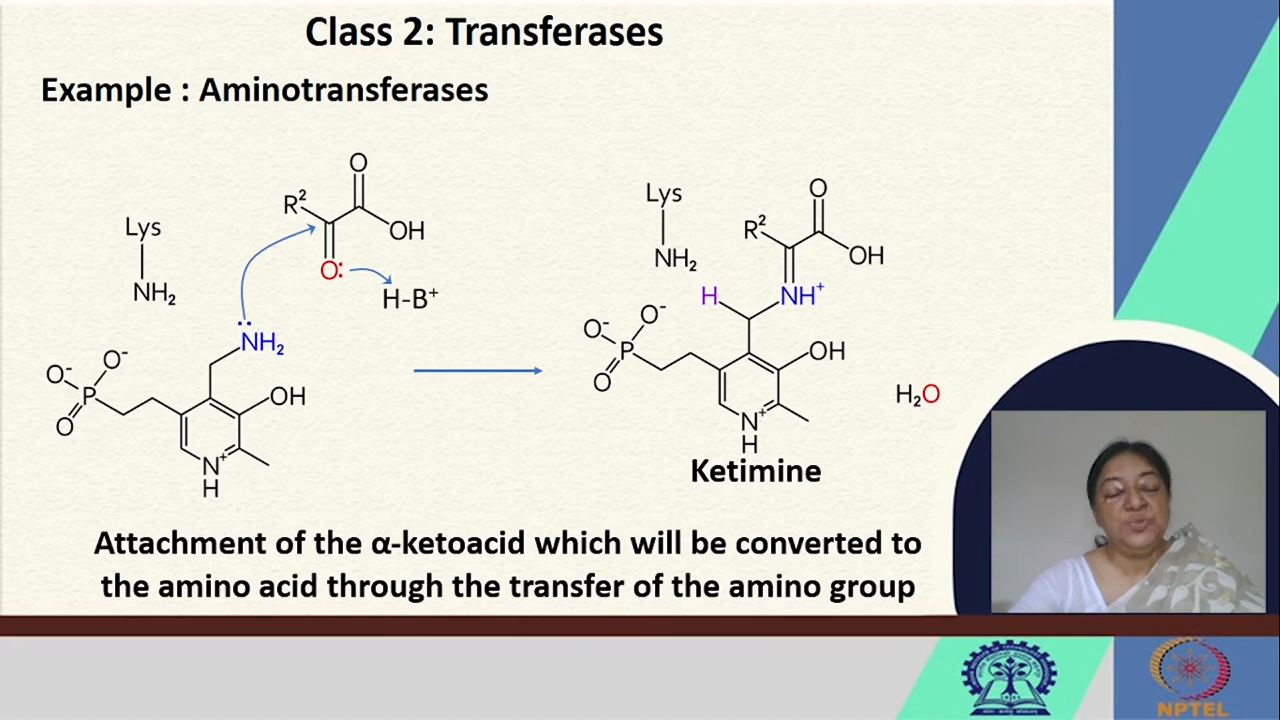 Class 2: Transferases
Example : Aminotransferases
O
R²
OH
Lys
O:
NH₂
H-B⁺
NH₂
O⁻
O⁻
P
O
OH
N⁺
H
Lys
O
R²
OH
NH₂
H
NH⁺
O⁻
O⁻
P
O
OH
N⁺
H
H₂O
Ketimine
Attachment of the α-ketoacid which will be converted to
the amino acid through the transfer of the amino group
NPTEL